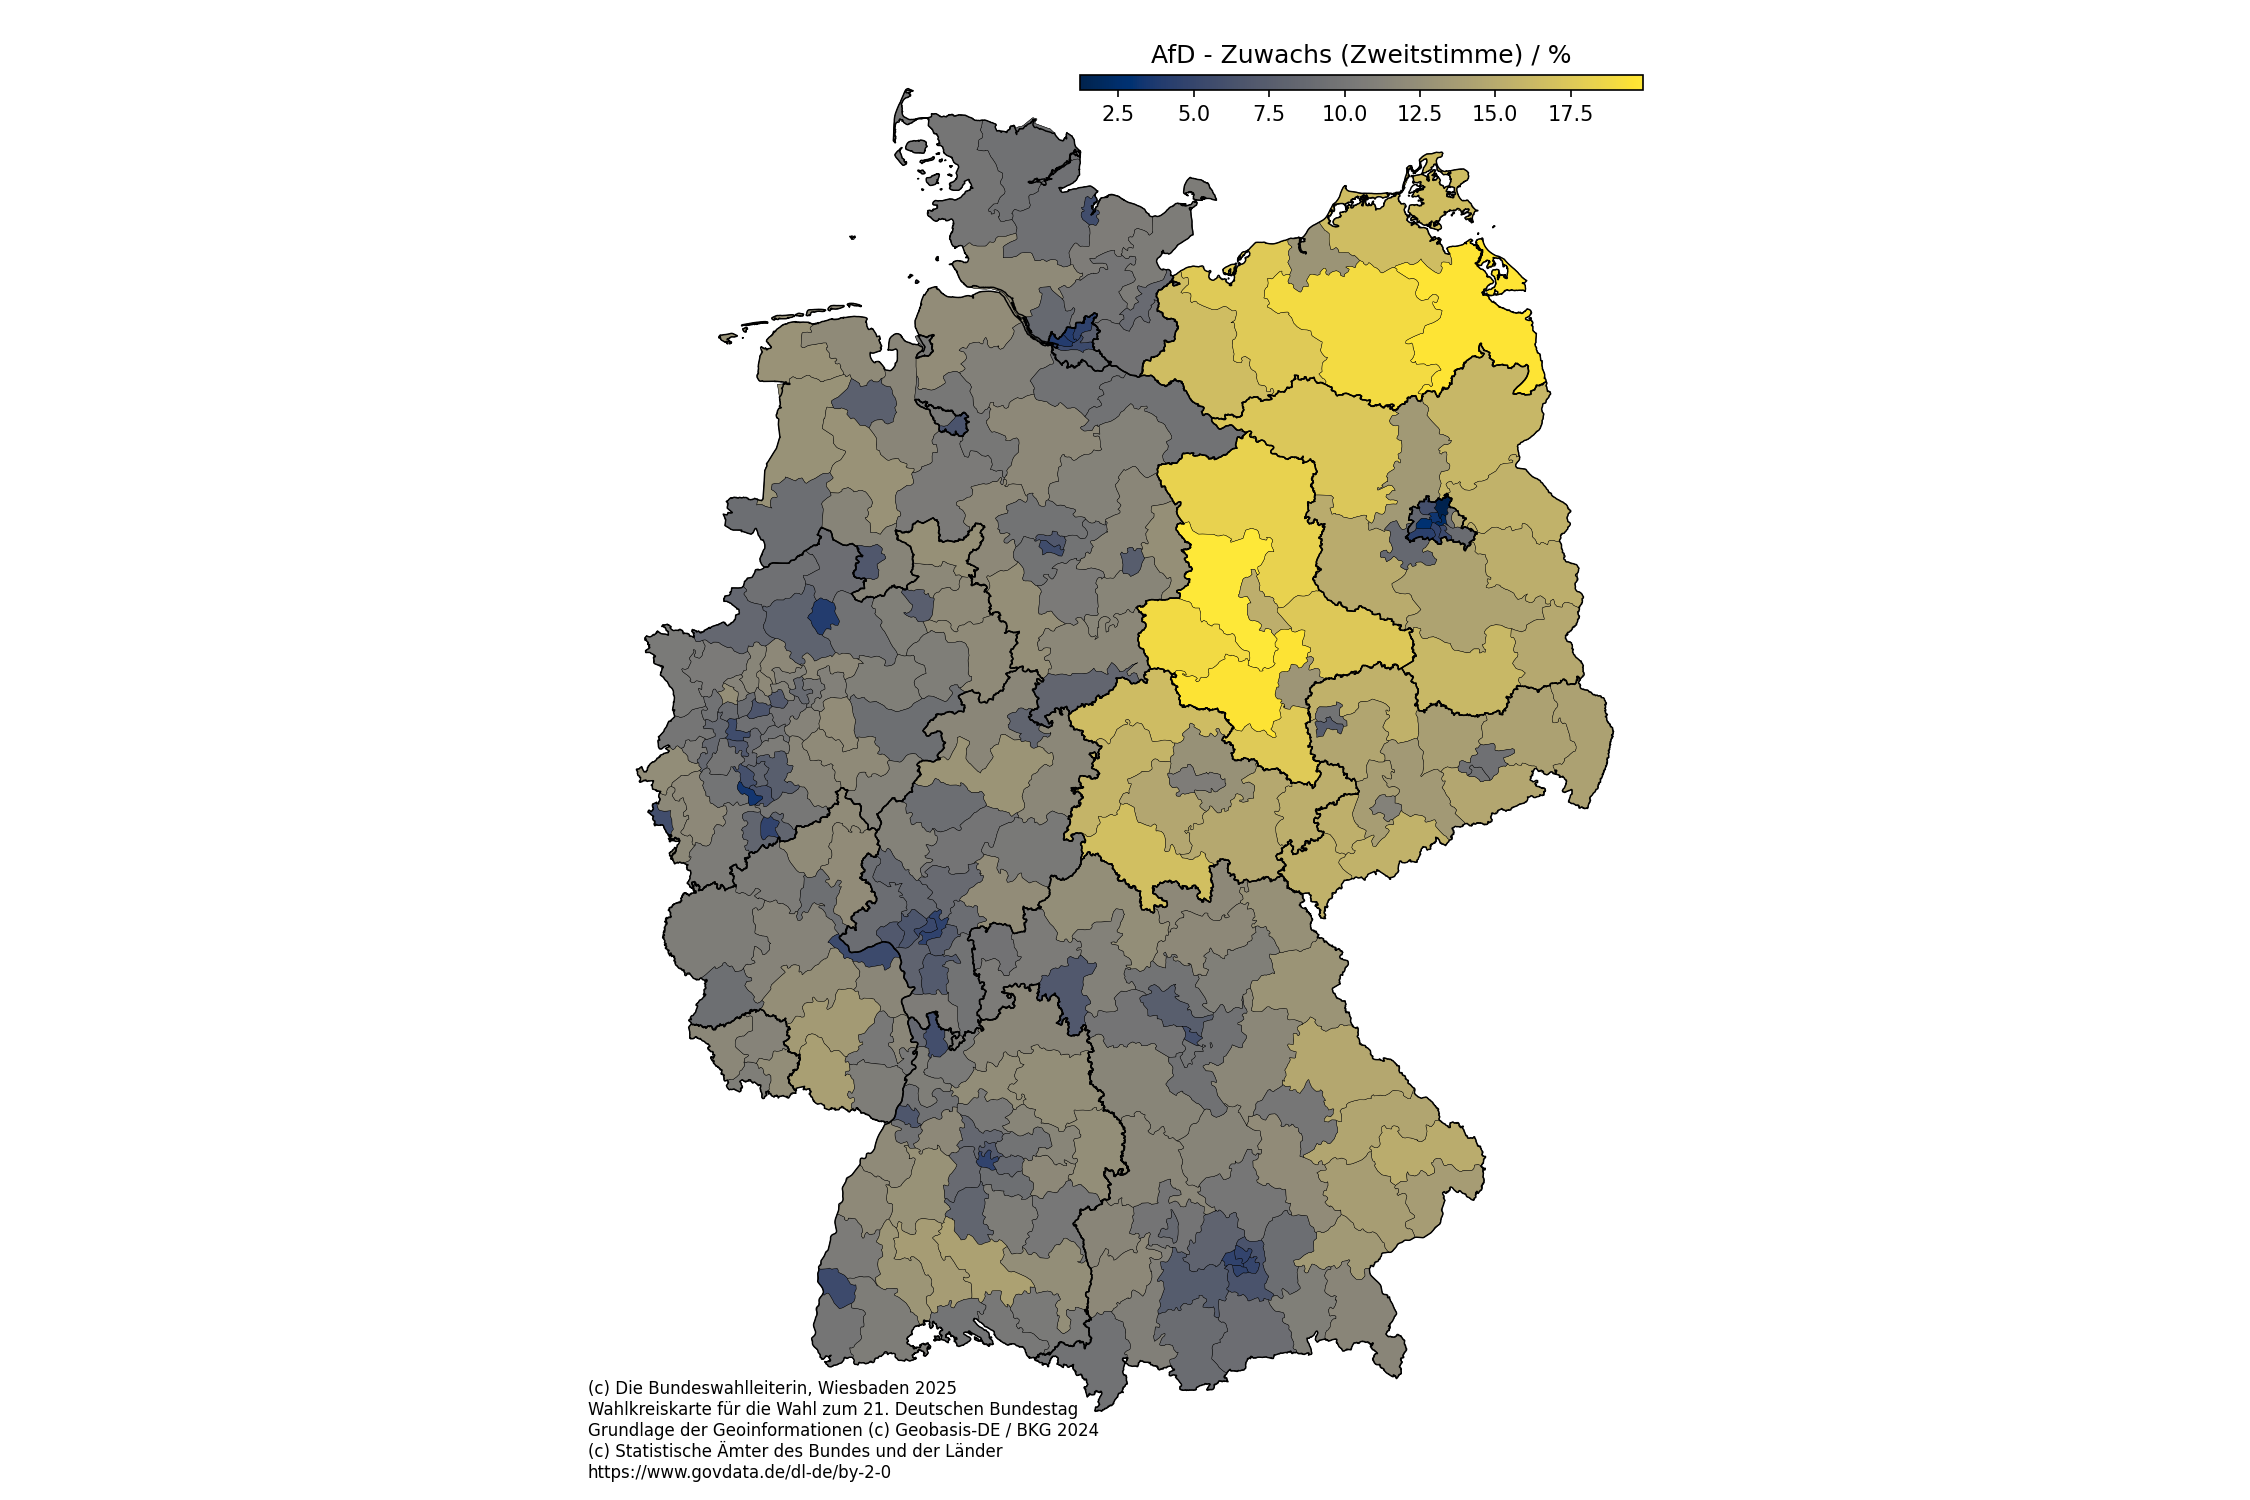 AfD - Zuwachs (Zweitstimme) / %
2.5 5.0 7.5 10.0 12.5 15.0 17.5
(c) Die Bundeswahlleiterin, Wiesbaden 2025
Wahlkreiskarte für die Wahl zum 21. Deutschen Bundestag
Grundlage der Geoinformationen (c) Geobasis-DE / BKG 2024
(c) Statistische Ämter des Bundes und der Länder
https://www.govdata.de/dl-de/by-2-0